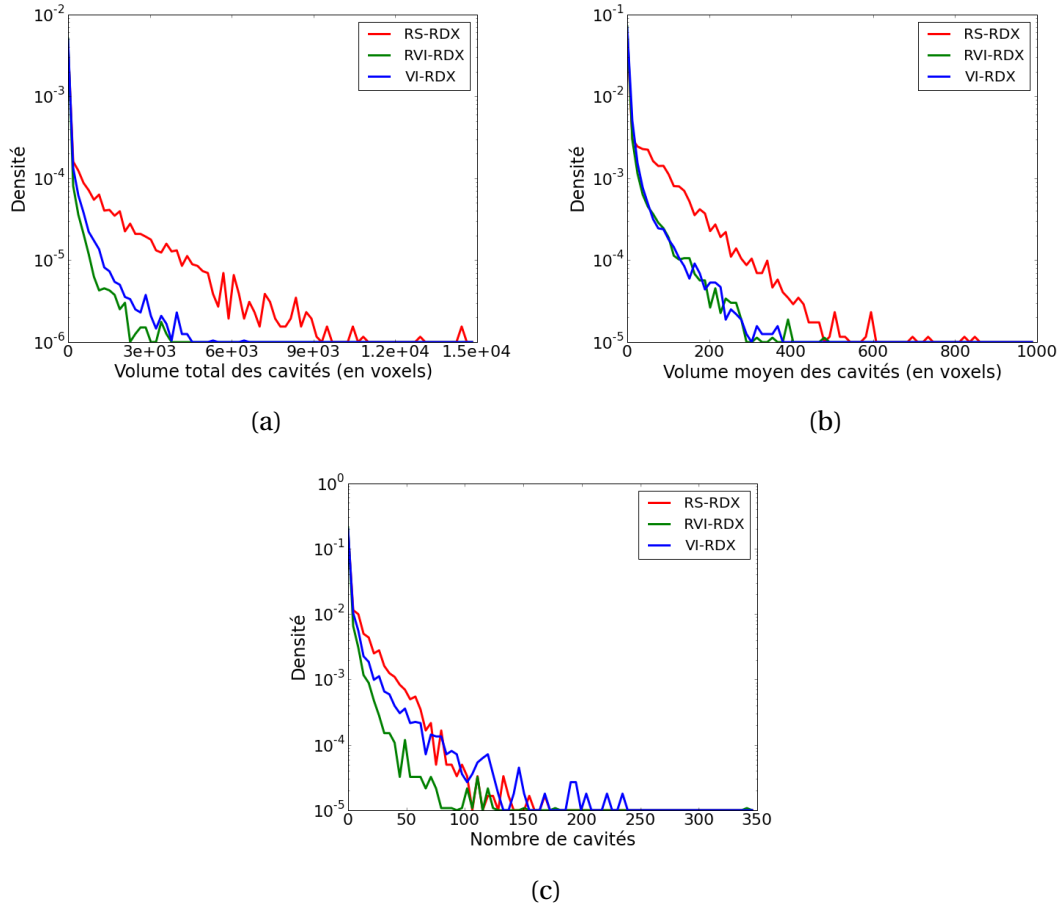 10⁻²
10⁻³
10⁻⁴
10⁻⁵
10⁻⁶
Densité
RS-RDX
RVI-RDX
VI-RDX
0 3e+03 6e+03 9e+03 1.2e+04 1.5e+04
Volume total des cavités (en voxels)
(a)
10⁻¹
10⁻²
10⁻³
10⁻⁴
10⁻⁵
Densité
RS-RDX
RVI-RDX
VI-RDX
0 200 400 600 800 1000
Volume moyen des cavités (en voxels)
(b)
10⁰
10⁻¹
10⁻²
10⁻³
10⁻⁴
10⁻⁵
Densité
RS-RDX
RVI-RDX
VI-RDX
0 50 100 150 200 250 300 350
Nombre de cavités
(c)